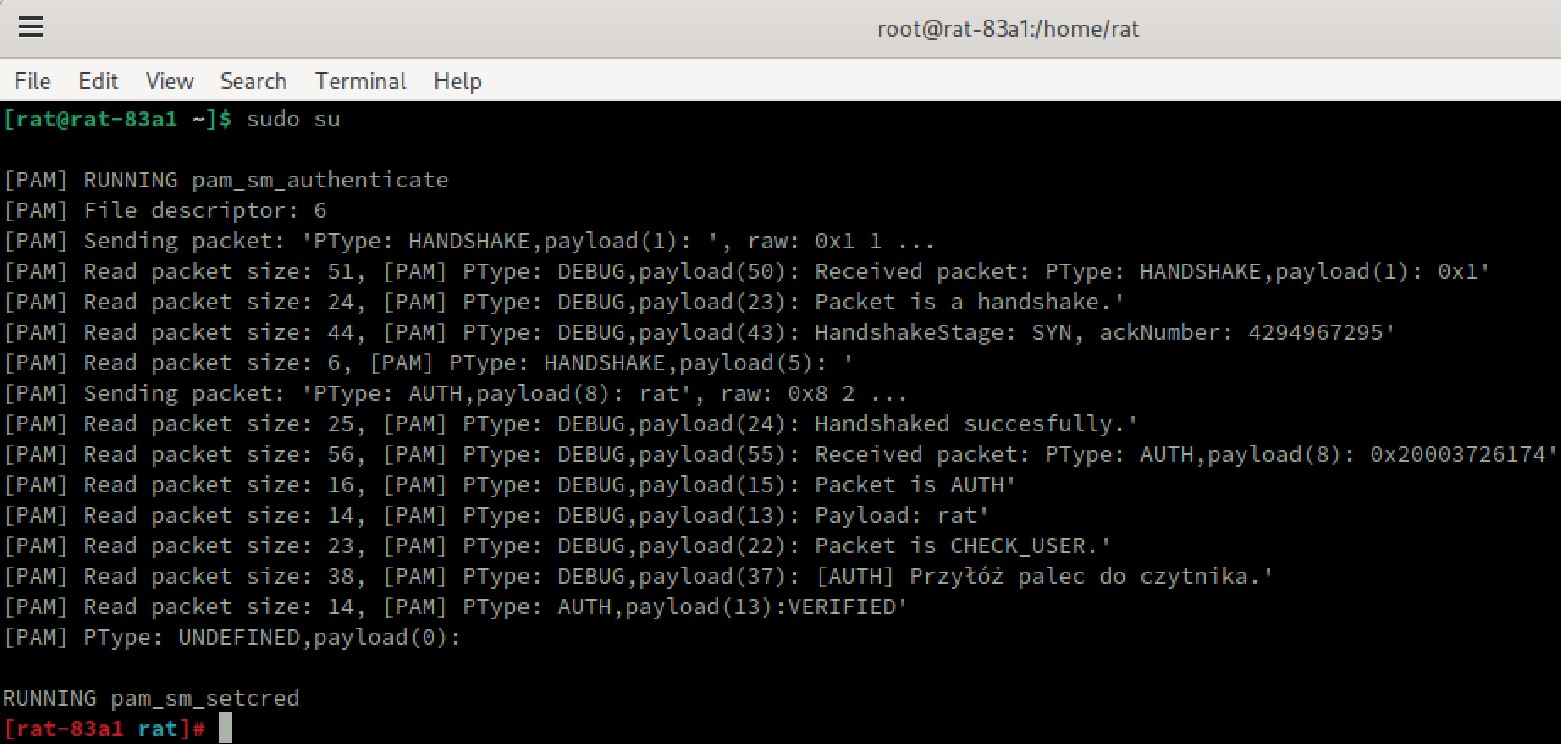 root@rat-83a1:/home/rat
File Edit View Search Terminal Help
[rat@rat-83a1 ~]$ sudo su
[PAM] RUNNING pam_sm_authenticate
[PAM] File descriptor: 6
[PAM] Sending packet: 'PType: HANDSHAKE,payload(1): ', raw: 0x1 1 ...
[PAM] Read packet size: 51, [PAM] PType: DEBUG,payload(50): Received packet: PType: HANDSHAKE,payload(1): 0x1'
[PAM] Read packet size: 24, [PAM] PType: DEBUG,payload(23): Packet is a handshake.'
[PAM] Read packet size: 44, [PAM] PType: DEBUG,payload(43): HandshakeStage: SYN, ackNumber: 4294967295'
[PAM] Read packet size: 6, [PAM] PType: HANDSHAKE,payload(5): '
[PAM] Sending packet: 'PType: AUTH,payload(8): rat', raw: 0x8 2 ...
[PAM] Read packet size: 25, [PAM] PType: DEBUG,payload(24): Handshaked succesfully.'
[PAM] Read packet size: 56, [PAM] PType: DEBUG,payload(55): Received packet: PType: AUTH,payload(8): 0x20003726174'
[PAM] Read packet size: 16, [PAM] PType: DEBUG,payload(15): Packet is AUTH'
[PAM] Read packet size: 14, [PAM] PType: DEBUG,payload(13): Payload: rat'
[PAM] Read packet size: 23, [PAM] PType: DEBUG,payload(22): Packet is CHECK_USER.'
[PAM] Read packet size: 38, [PAM] PType: DEBUG,payload(37): [AUTH] Przyłóż palec do czytnika.'
[PAM] Read packet size: 14, [PAM] PType: AUTH,payload(13):VERIFIED'
[PAM] PType: UNDEFINED,payload(0):
RUNNING pam_sm_setcred
[rat-83a1 rat]#